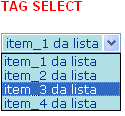 TAG SELECT
item_1 da lista
item_1 da lista
item_2 da lista
item_3 da lista
item_4 da lista